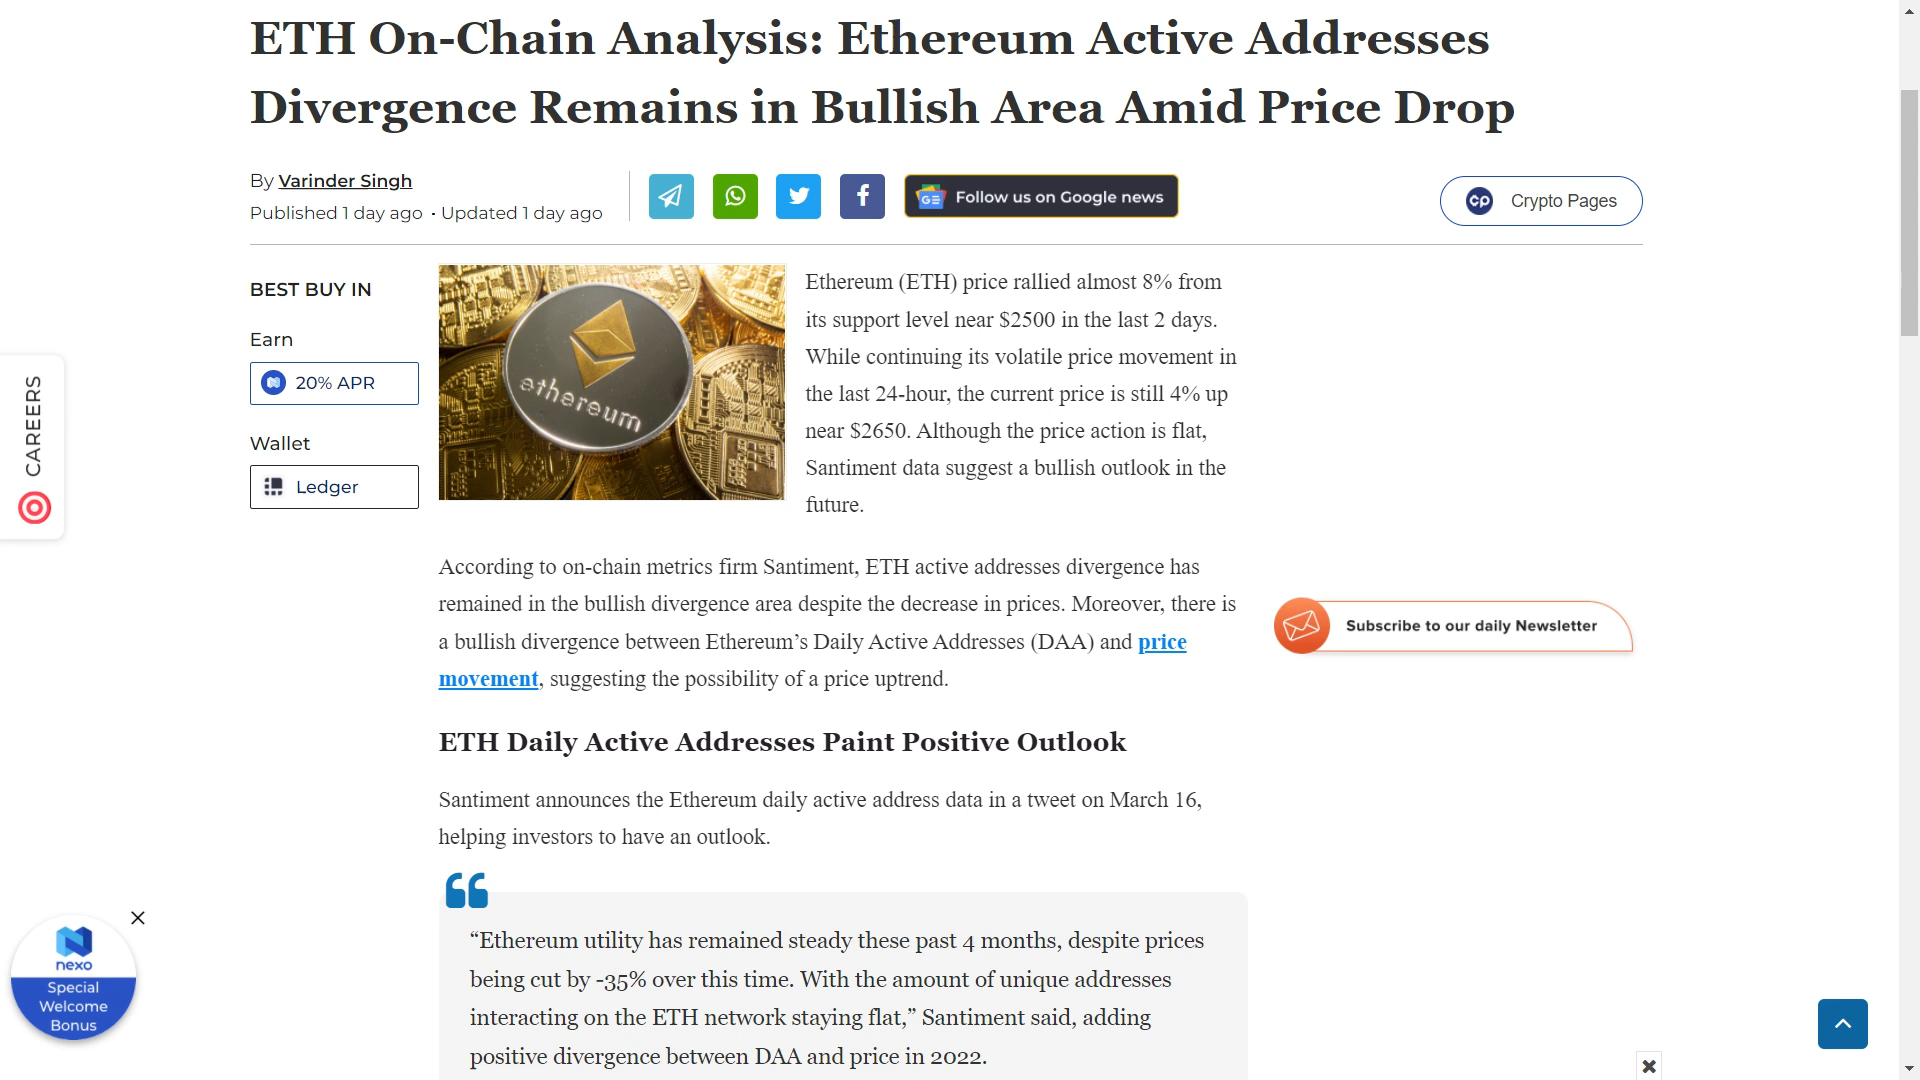 ETH On-Chain Analysis: Ethereum Active Addresses
Divergence Remains in Bullish Area Amid Price Drop
By Varinder Singh
Published 1 day ago • Updated 1 day ago
GE Follow us on Google news
cp Crypto Pages
BEST BUY IN
Earn
20% APR
Wallet
Ledger
CAREERS
ethereum
Ethereum (ETH) price rallied almost 8% from
its support level near $2500 in the last 2 days.
While continuing its volatile price movement in
the last 24-hour, the current price is still 4% up
near $2650. Although the price action is flat,
Santiment data suggest a bullish outlook in the
future.
According to on-chain metrics firm Santiment, ETH active addresses divergence has
remained in the bullish divergence area despite the decrease in prices. Moreover, there is
a bullish divergence between Ethereum’s Daily Active Addresses (DAA) and price
movement, suggesting the possibility of a price uptrend.
Subscribe to our daily Newsletter
ETH Daily Active Addresses Paint Positive Outlook
Santiment announces the Ethereum daily active address data in a tweet on March 16,
helping investors to have an outlook.
“Ethereum utility has remained steady these past 4 months, despite prices
being cut by -35% over this time. With the amount of unique addresses
interacting on the ETH network staying flat,” Santiment said, adding
positive divergence between DAA and price in 2022.
nexo
Special
Welcome
Bonus